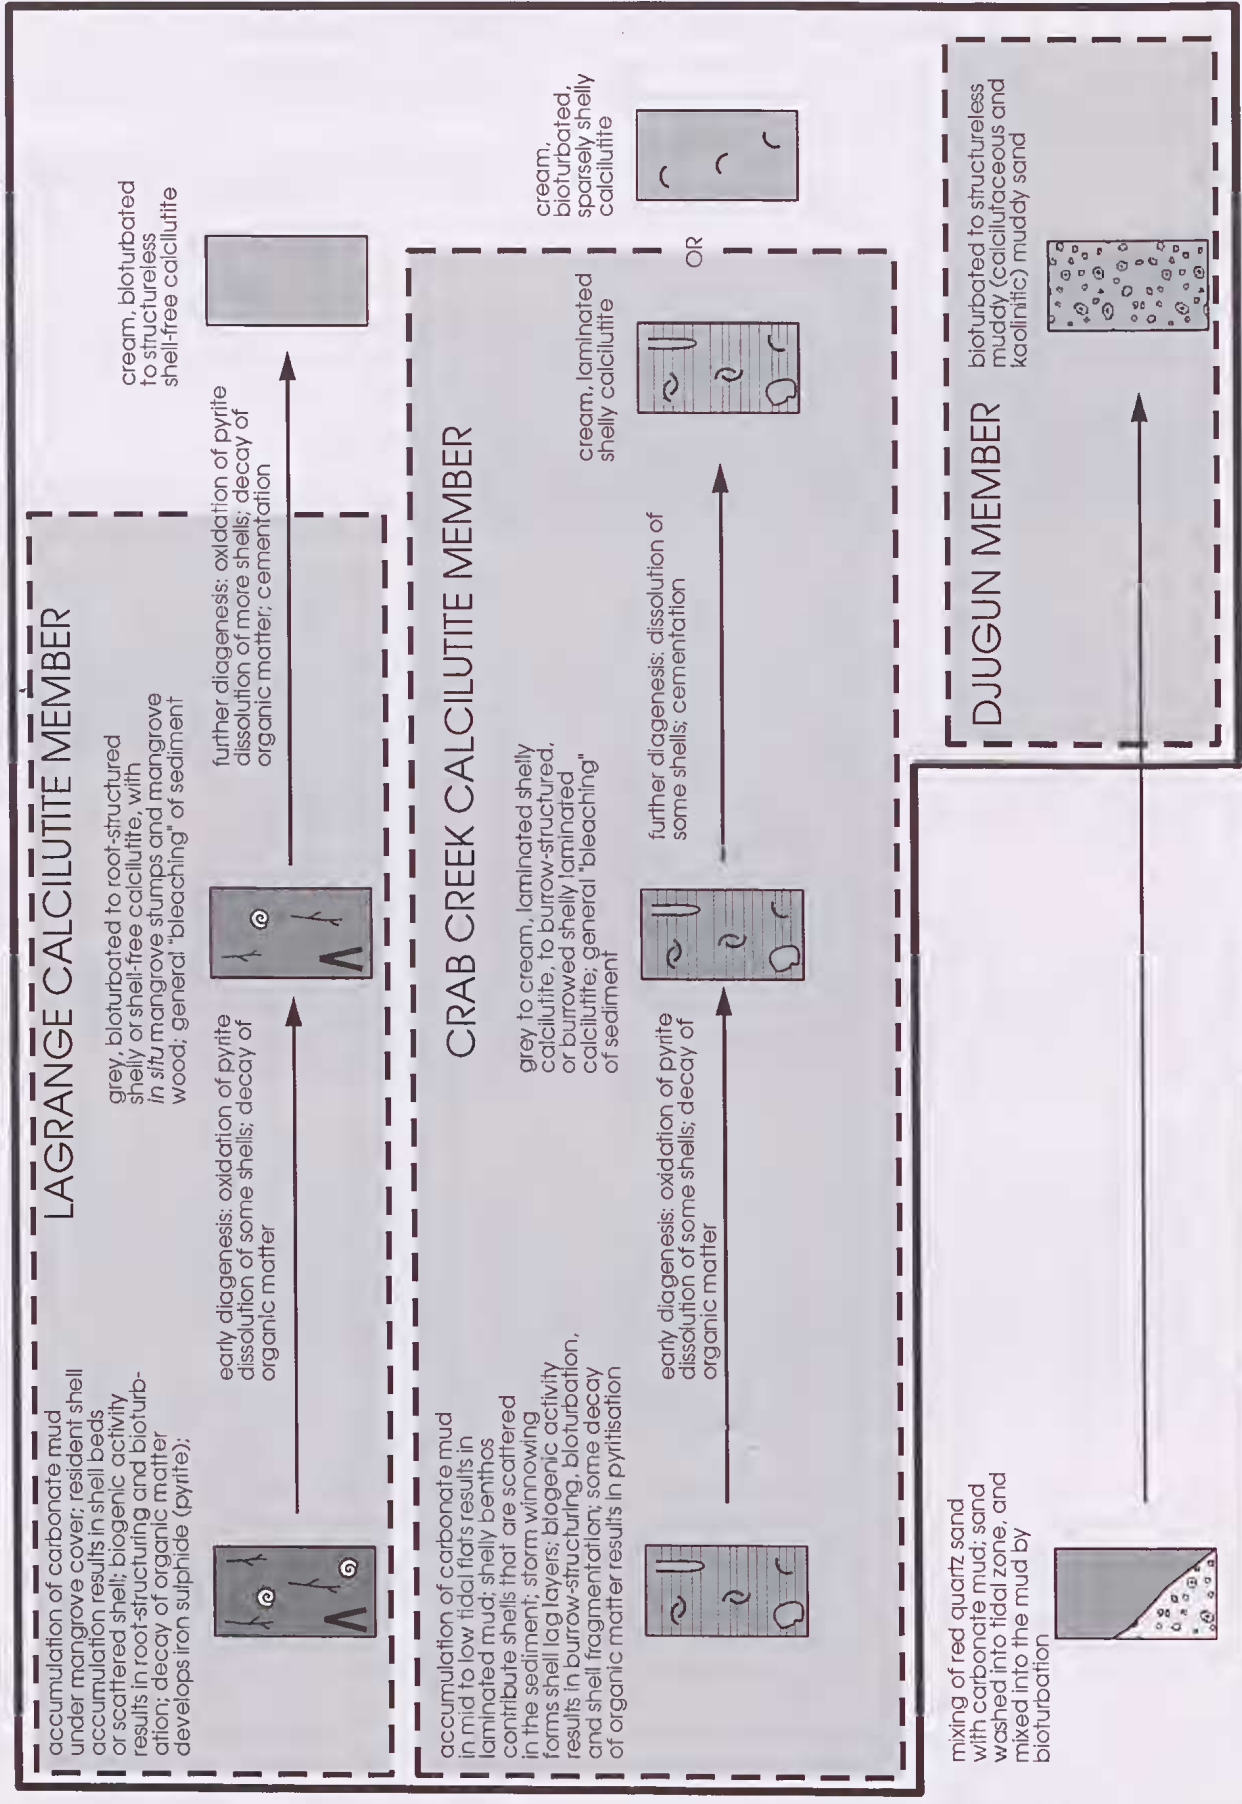 LAGRANGE CALCILUTITE MEMBER
accumulation of carbonate mud
under mangrove cover; resident shell
accumulation results in shell beds
or scattered shell; biogenic activity
results in root-structuring and bioturb-
ation; decay of organic matter
develops iron sulphide (pyrite);
early diagenesis: oxidation of pyrite
dissolution of some shells; decay of
organic matter
grey, bioturbated to root-structured
shelly or shell-free calcilutite, with
in situ mangrove stumps and mangrove
wood; general "bleaching" of sediment
further diagenesis: oxidation of pyrite
dissolution of more shells; decay of
organic matter; cementation
cream, bioturbated
to structureless
shell-free calcilutite
CRAB CREEK CALCILUTITE MEMBER
accumulation of carbonate mud
in mid to low tidal flats results in
laminated mud; shelly benthos
contribute shells that are scattered
in the sediment; storm winnowing
forms shell lag layers; biogenic activity
results in burrow-structuring, bioturbation,
and shell fragmentation; some decay
of organic matter results in pyritisation
early diagenesis: oxidation of pyrite
dissolution of some shells; decay of
organic matter
grey to cream, laminated shelly
calcilutite, to burrow-structured,
or burrowed shelly laminated
calcilutite; general "bleaching"
of sediment
further diagenesis: dissolution of
some shells; cementation
cream, laminated
shelly calcilutite
OR
cream,
bioturbated,
sparsely shelly
calcilutite
DJUGUN MEMBER
mixing of red quartz sand
with carbonate mud; sand
washed into tidal zone, and
mixed into the mud by
bioturbation
bioturbated to structureless
muddy (calcilutaceous and
kaolinitic) muddy sand